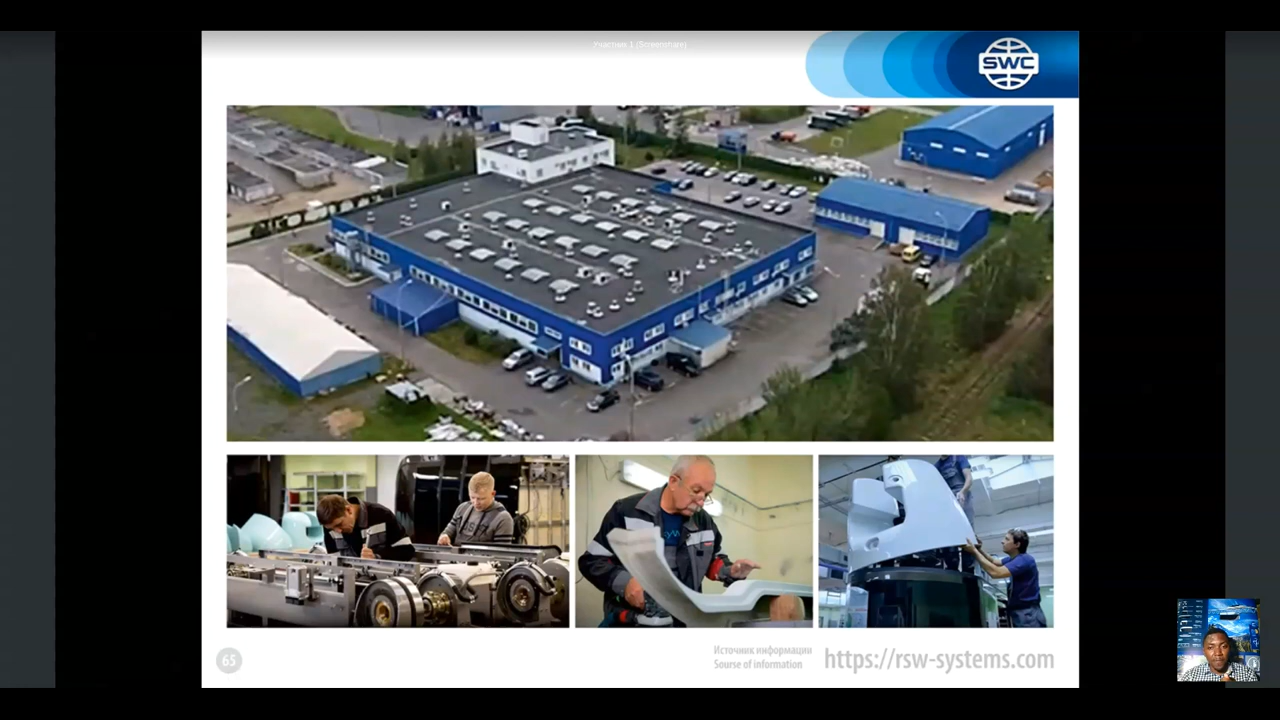 Участник 1 (Screenshare)
SWC
65
Источник информации
Sourse of information
https://rsw-systems.com